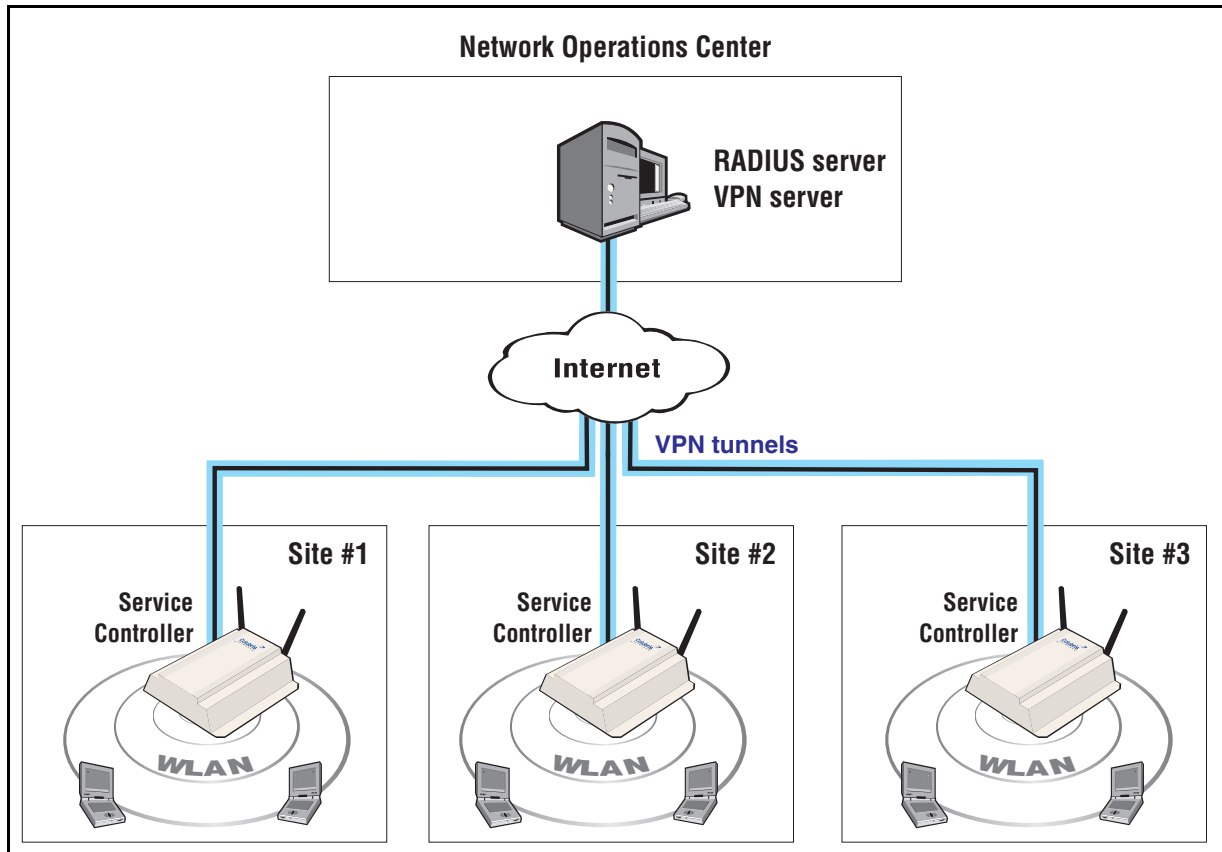 Network Operations Center
RADIUS server
VPN server
Internet
VPN tunnels
Site #1
Service
Controller
WLAN
Site #2
Service
Controller
WLAN
Site #3
Service
Controller
WLAN